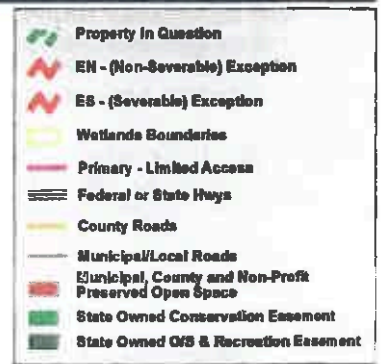 Property In Question
EN - (Non-Severable) Exception
ES - (Severable) Exception
Wetlands Boundaries
Primary - Limited Access
Federal or State Hwys
County Roads
Municipal/Local Roads
Municipal, County and Non-Profit
Preserved Open Space
State Owned Conservation Easement
State Owned O/S & Recreation Easement